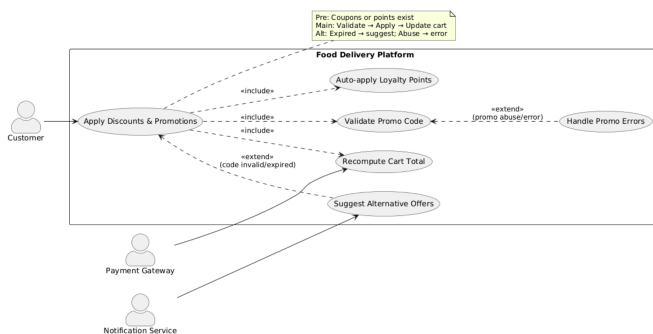 Pre: Coupons or points exist
Main: Validate → Apply → Update cart
Alt: Expired → suggest; Abuse → error
Food Delivery Platform
Auto-apply Loyalty Points
«include»
Customer
Apply Discounts & Promotions
«include»
Validate Promo Code
«extend»
(promo abuse/error)
Handle Promo Errors
«include»
Recompute Cart Total
«extend»
(code invalid/expired)
Suggest Alternative Offers
Payment Gateway
Notification Service